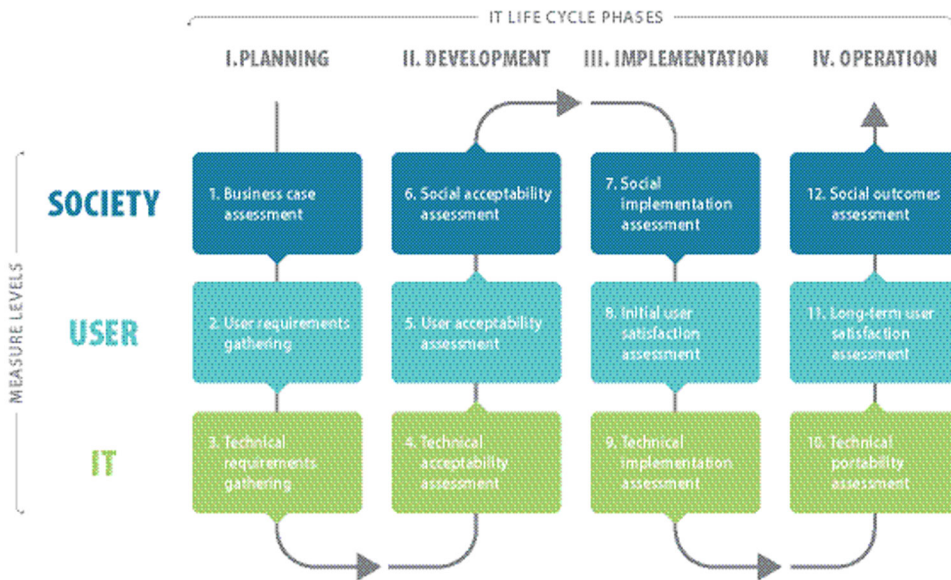 IT LIFE CYCLE PHASES
I.PLANNING
II. DEVELOPMENT
III. IMPLEMENTATION
IV. OPERATION
MEASURE LEVELS
SOCIETY
1. Business case
assessment
6. Social acceptability
assessment
7. Social
implementation
assessment
12. Social outcomes
assessment
USER
2. User requirements
gathering
5. User acceptability
assessment
8. Initial user
satisfaction
assessment
11. Long-term user
satisfaction
assessment
IT
3. Technical
requirements
gathering
4. Technical
acceptability
assessment
9. Technical
implementation
assessment
10. Technical
portability
assessment